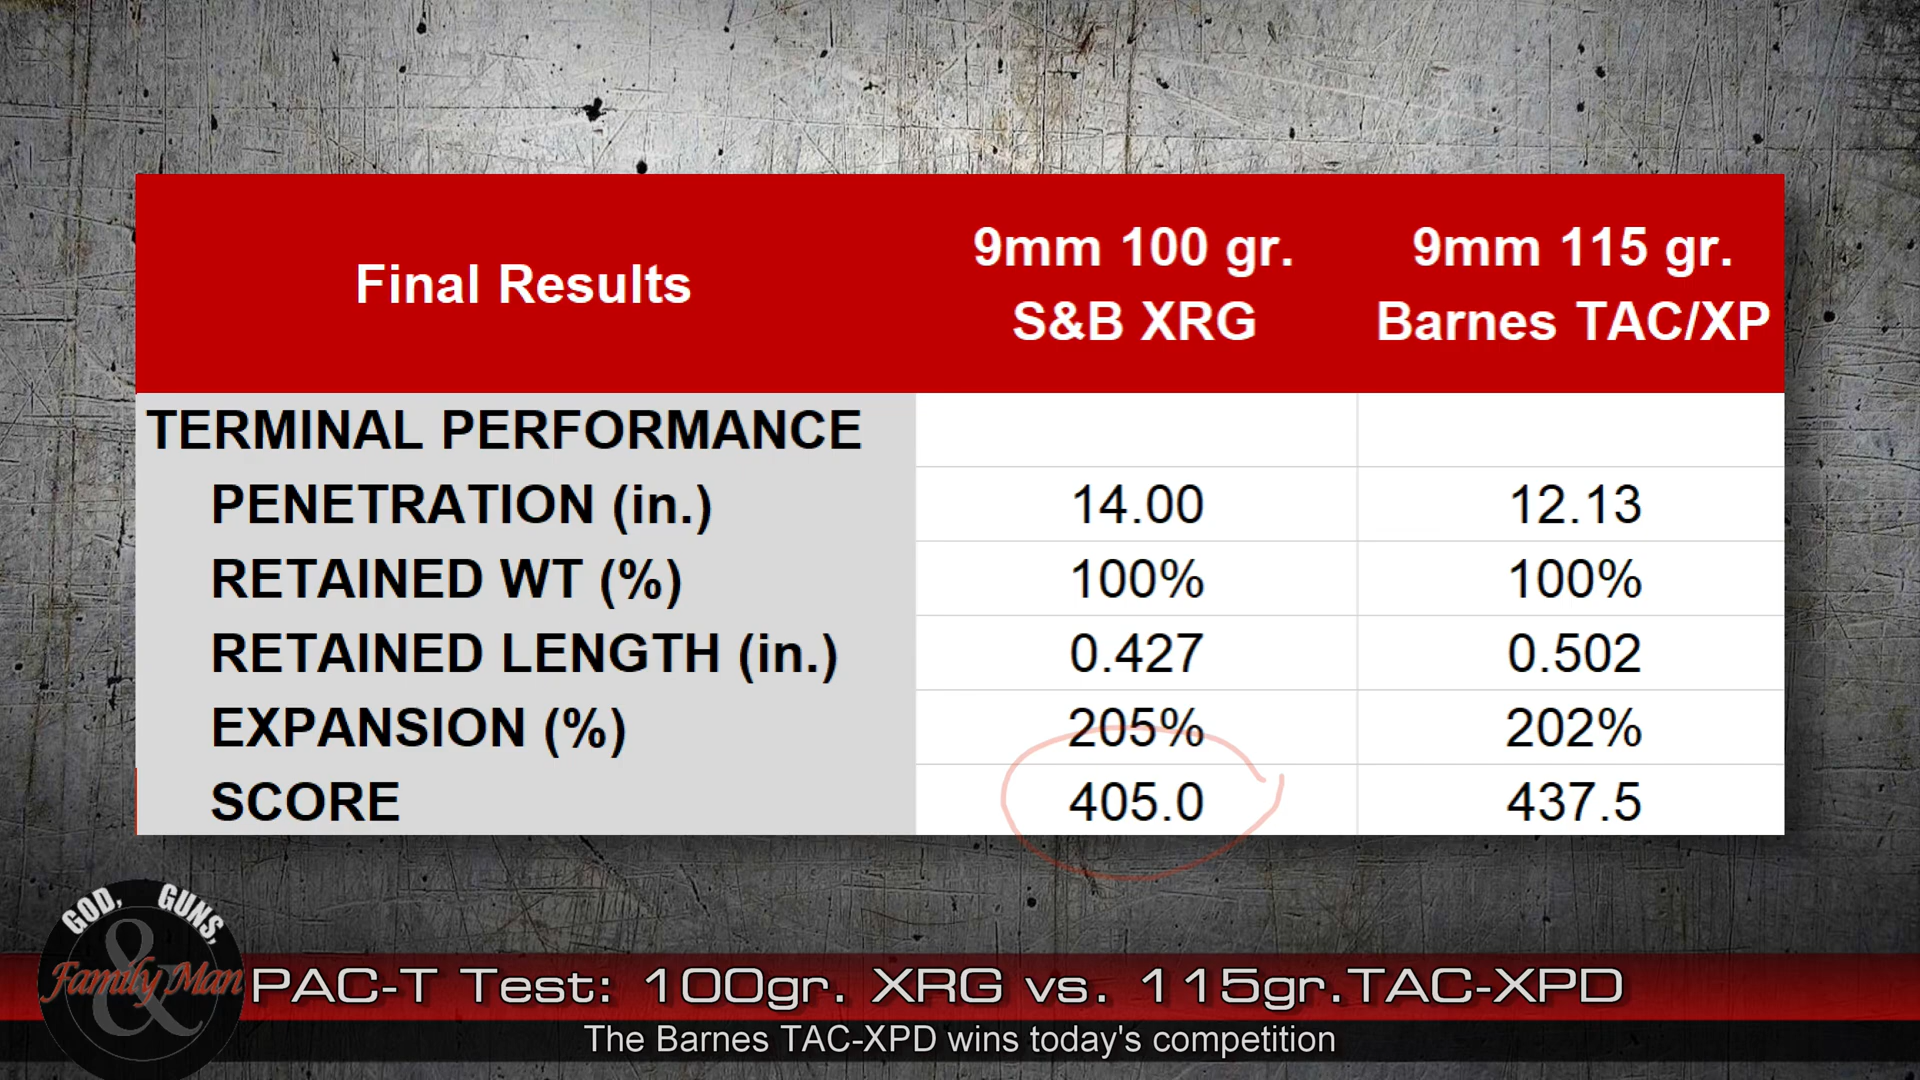 Final Results
9mm 100 gr.
S&B XRG
9mm 115 gr.
Barnes TAC/XP
TERMINAL PERFORMANCE
PENETRATION (in.) 14.00 12.13
RETAINED WT (%) 100% 100%
RETAINED LENGTH (in.) 0.427 0.502
EXPANSION (%) 205% 202%
SCORE 405.0 437.5
GOD, GUNS,
&
Family Man
PAC-T Test: 100gr. XRG vs. 115gr.TAC-XPD
The Barnes TAC-XPD wins today's competition